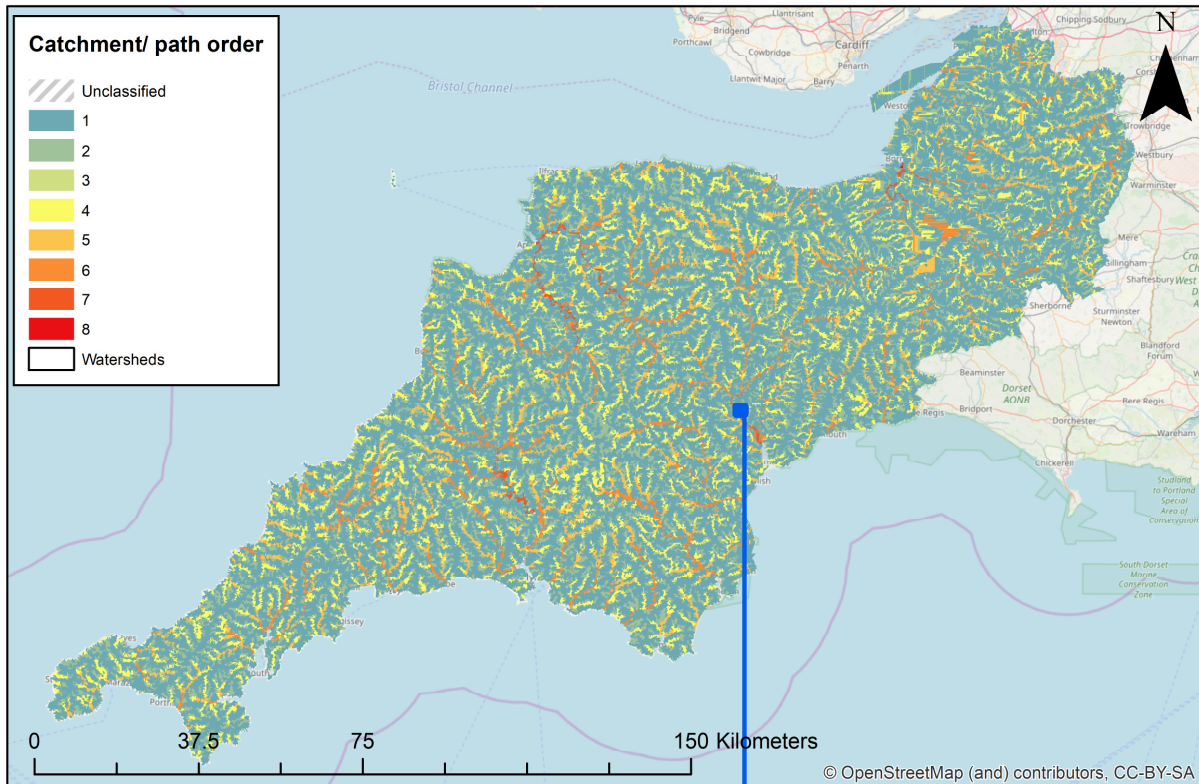 Catchment/ path order
Unclassified
1
2
3
4
5
6
7
8
Watersheds
Pyle
Bridgend
Porthcawl
Cowbridge
Llantrisant
Cardiff
Penarth
Llantwit Major
Barry
Chipping Sodbury
N
Bristol Channel
Trowbridge
Westbury
Warminster
Mere
Gillingham
Shaftesbury
Sherborne
Sturminster
Newton
Blandford
Forum
Beaminster
Dorset
AONB
Bere Regis
Bridport
Dorchester
Wareham
Chickerell
Studland
to Portland
Special
Area of
Conservation
South Dorset
Marine
Conservation
Zone
0
37.5
75
150 Kilometers
© OpenStreetMap (and) contributors, CC-BY-SA